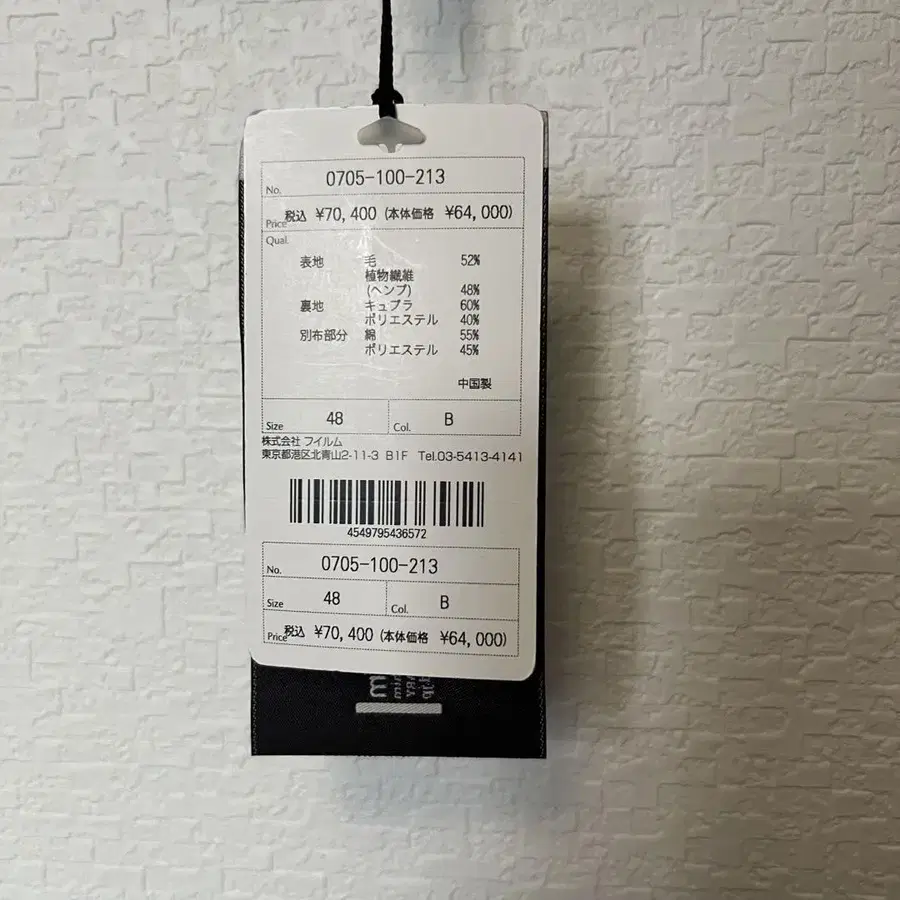 No. 0705-100-213
Price 税込 ¥70,400 (本体価格 ¥64,000)
Qual.
表地 毛 52%
植物繊維
(ヘンプ) 48%
裏地 キュプラ 60%
ポリエステル 40%
別布部分 綿 55%
ポリエステル 45%
中国製
Size 48 Col. B
株式会社 フイルム
東京都港区北青山2-11-3 B1F Tel.03-5413-4141
4549795436572
No. 0705-100-213
Size 48 Col. B
Price 税込 ¥70,400 (本体価格 ¥64,000)